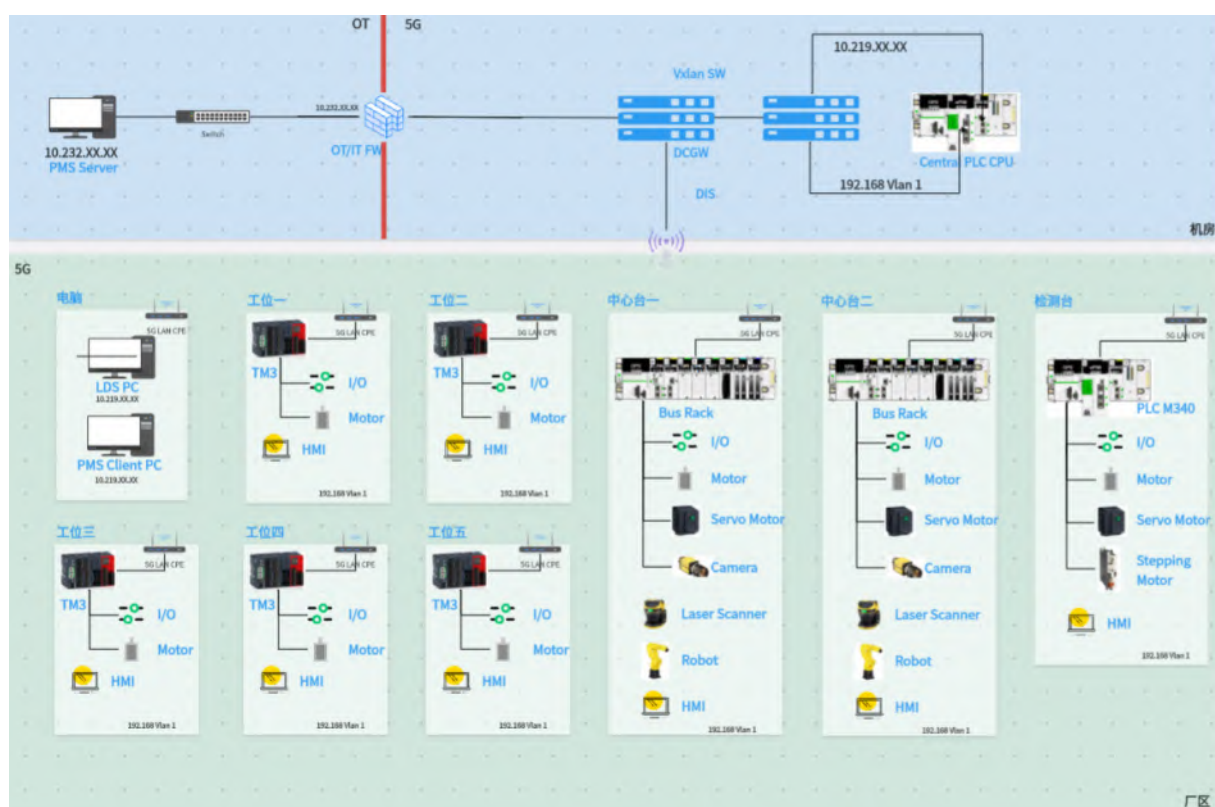 OT
5G
10.219.XX.XX
Vxlan SW
10.232.XX.XX
Switch
10.232.XX.XX
PMS Server
OT/IT FW
DCGW
Central PLC CPU
192.168 Vlan 1
DIS
机房
5G
电脑
5G LAN CPE
LDS PC
10.219.XX.XX
PMS Client PC
10.219.XX.XX
工位一
5G LAN CPE
TM3
I/O
Motor
HMI
192.168 Vlan 1
工位二
5G LAN CPE
TM3
I/O
Motor
HMI
192.168 Vlan 1
中心台一
5G LAN CPE
Bus Rack
I/O
Motor
Servo Motor
Camera
Laser Scanner
Robot
HMI
192.168 Vlan 1
中心台二
5G LAN CPE
Bus Rack
I/O
Motor
Servo Motor
Camera
Laser Scanner
Robot
HMI
192.168 Vlan 1
检测台
5G LAN CPE
PLC M340
I/O
Motor
Servo Motor
Stepping
Motor
HMI
192.168 Vlan 1
工位三
5G LAN CPE
TM3
I/O
Motor
HMI
192.168 Vlan 1
工位四
5G LAN CPE
TM3
I/O
Motor
HMI
192.168 Vlan 1
工位五
5G LAN CPE
TM3
I/O
Motor
HMI
192.168 Vlan 1
厂区